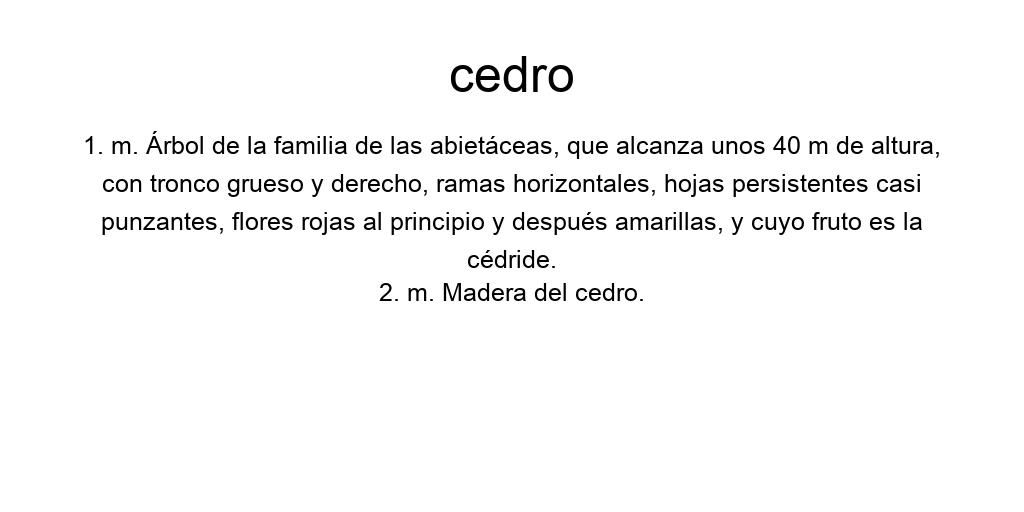 cedro
1. m. Árbol de la familia de las abietáceas, que alcanza unos 40 m de altura,
con tronco grueso y derecho, ramas horizontales, hojas persistentes casi
punzantes, flores rojas al principio y después amarillas, y cuyo fruto es la
cédride.
2. m. Madera del cedro.